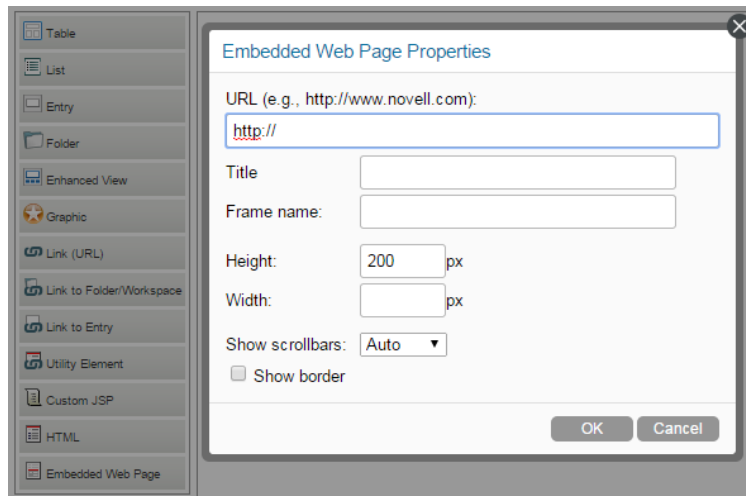 Table
List
Entry
Folder
Enhanced View
Graphic
Link (URL)
Link to Folder/Workspace
Link to Entry
Utility Element
Custom JSP
HTML
Embedded Web Page
Embedded Web Page Properties
URL (e.g., http://www.novell.com):
http://
Title
Frame name:
Height: 200 px
Width: px
Show scrollbars: Auto
Show border
OK Cancel